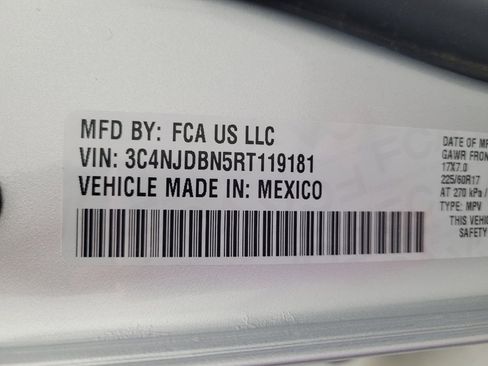 MFD BY: FCA US LLC
VIN: 3C4NJDBN5RT119181
VEHICLE MADE IN: MEXICO
DATE OF MF
GAWR FRON
17X7.0
225/60R17
AT 270 kPa /
TYPE: MPV
THIS VEHI
SAFETY